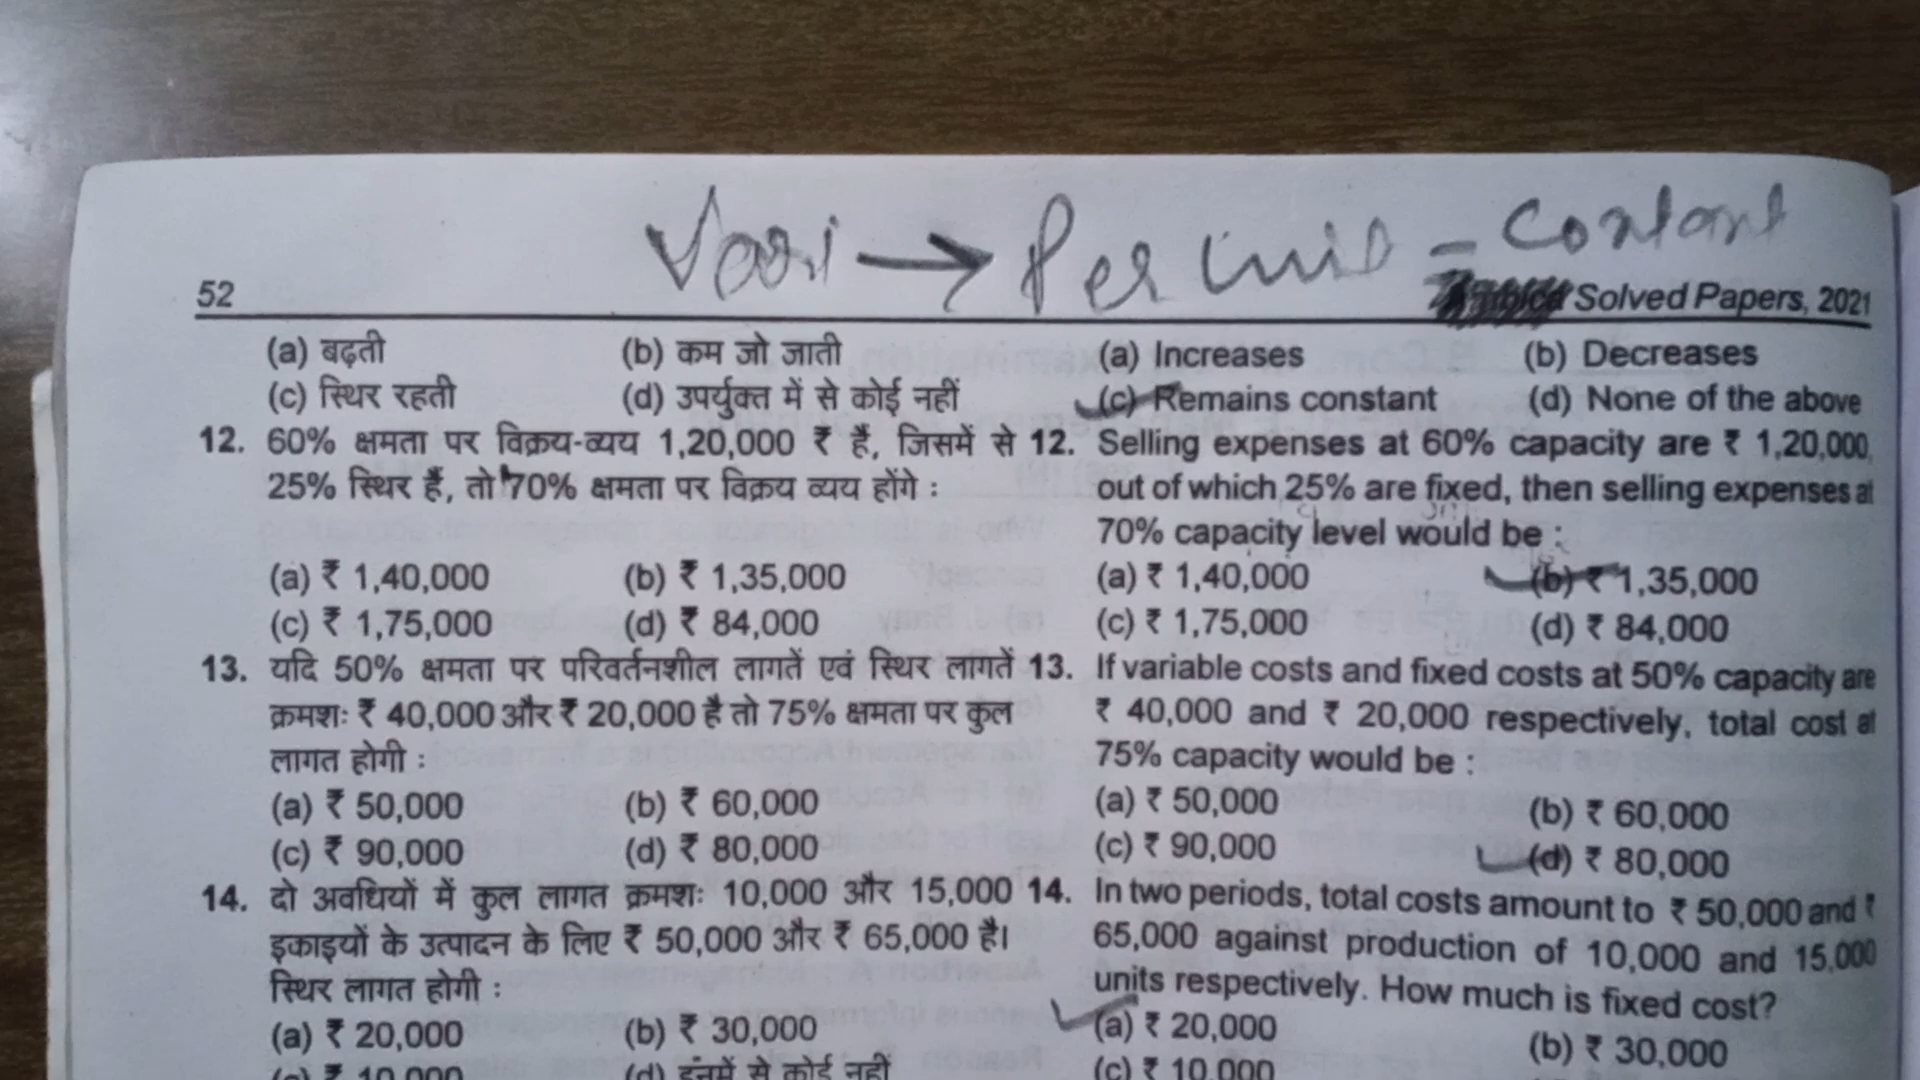 Vari → Per Unit - Contant
52
Solved Papers, 2021
(a) बढ़ती (b) कम जो जाती
(c) स्थिर रहती (d) उपर्युक्त में से कोई नहीं
12. 60% क्षमता पर विक्रय-व्यय 1,20,000 ₹ हैं, जिसमें से
25% स्थिर हैं, तो 70% क्षमता पर विक्रय व्यय होंगे :
(a) ₹ 1,40,000 (b) ₹ 1,35,000
(c) ₹ 1,75,000 (d) ₹ 84,000
13. यदि 50% क्षमता पर परिवर्तनशील लागतें एवं स्थिर लागतें
क्रमशः ₹ 40,000 और ₹ 20,000 है तो 75% क्षमता पर कुल
लागत होगी :
(a) ₹ 50,000 (b) ₹ 60,000
(c) ₹ 90,000 (d) ₹ 80,000
14. दो अवधियों में कुल लागत क्रमशः 10,000 और 15,000
इकाइयों के उत्पादन के लिए ₹ 50,000 और ₹ 65,000 है।
स्थिर लागत होगी :
(a) ₹ 20,000 (b) ₹ 30,000
(c) ₹ 10,000 (d) इनमें से कोई नहीं
(a) Increases (b) Decreases
(c) Remains constant (d) None of the above
12. Selling expenses at 60% capacity are ₹ 1,20,000,
out of which 25% are fixed, then selling expenses at
70% capacity level would be :
(a) ₹ 1,40,000 (b) ₹ 1,35,000
(c) ₹ 1,75,000 (d) ₹ 84,000
13. If variable costs and fixed costs at 50% capacity are
₹ 40,000 and ₹ 20,000 respectively, total cost at
75% capacity would be :
(a) ₹ 50,000 (b) ₹ 60,000
(c) ₹ 90,000 (d) ₹ 80,000
14. In two periods, total costs amount to ₹ 50,000 and ₹
65,000 against production of 10,000 and 15,000
units respectively. How much is fixed cost?
(a) ₹ 20,000 (b) ₹ 30,000
(c) ₹ 10,000